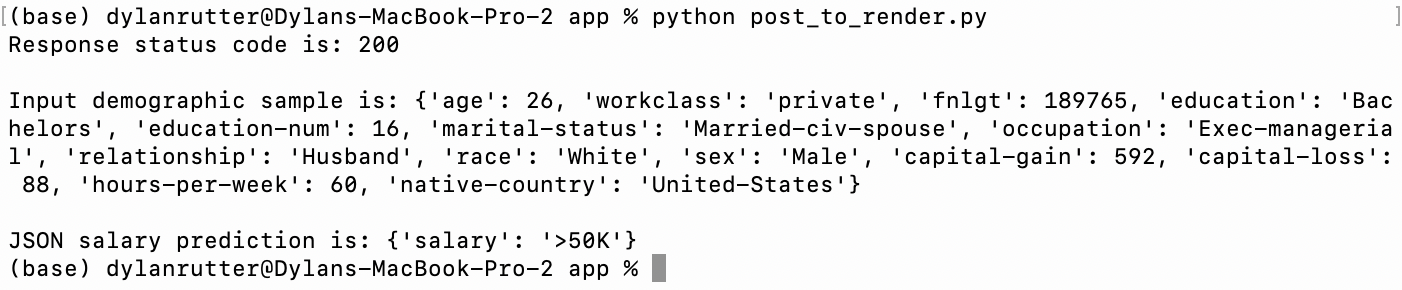 [(base) dylanrutter@Dylans-MacBook-Pro-2 app % python post_to_render.py ]
Response status code is: 200
Input demographic sample is: {'age': 26, 'workclass': 'private', 'fnlgt': 189765, 'education': 'Bac
helors', 'education-num': 16, 'marital-status': 'Married-civ-spouse', 'occupation': 'Exec-manageria
l', 'relationship': 'Husband', 'race': 'White', 'sex': 'Male', 'capital-gain': 592, 'capital-loss':
 88, 'hours-per-week': 60, 'native-country': 'United-States'}
JSON salary prediction is: {'salary': '>50K'}
(base) dylanrutter@Dylans-MacBook-Pro-2 app %